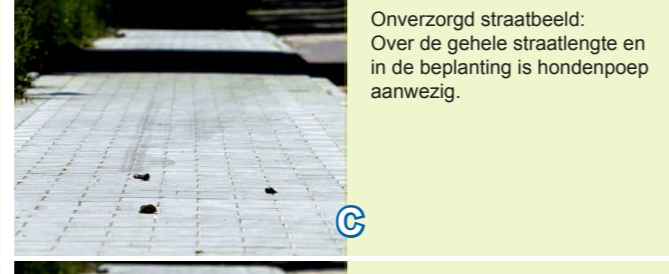 Onverzorgd straatbeeld:
Over de gehele straatlengte en
in de beplanting is hondenpoep
aanwezig.
C